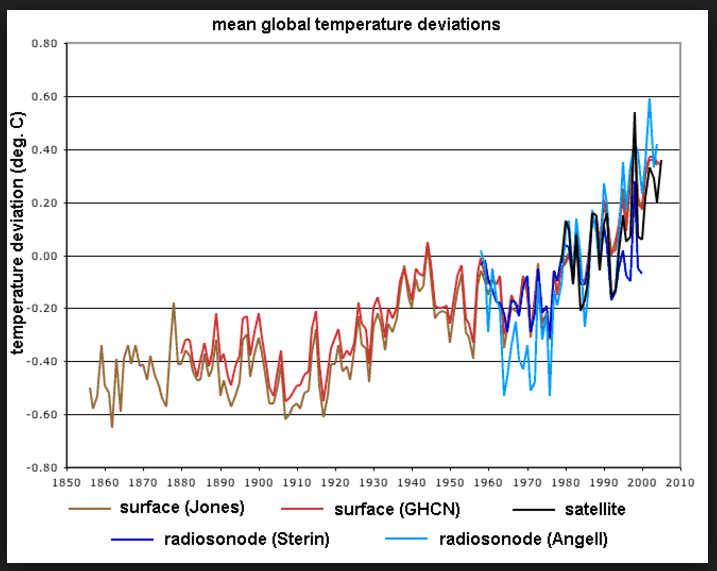 mean global temperature deviations
temperature deviation (deg. C)
0.80
0.60
0.40
0.20
0.00
-0.20
-0.40
-0.60
-0.80
1850 1860 1870 1880 1890 1900 1910 1920 1930 1940 1950 1960 1970 1980 1990 2000 2010
surface (Jones) surface (GHCN) satellite
radiosonode (Sterin) radiosonode (Angell)